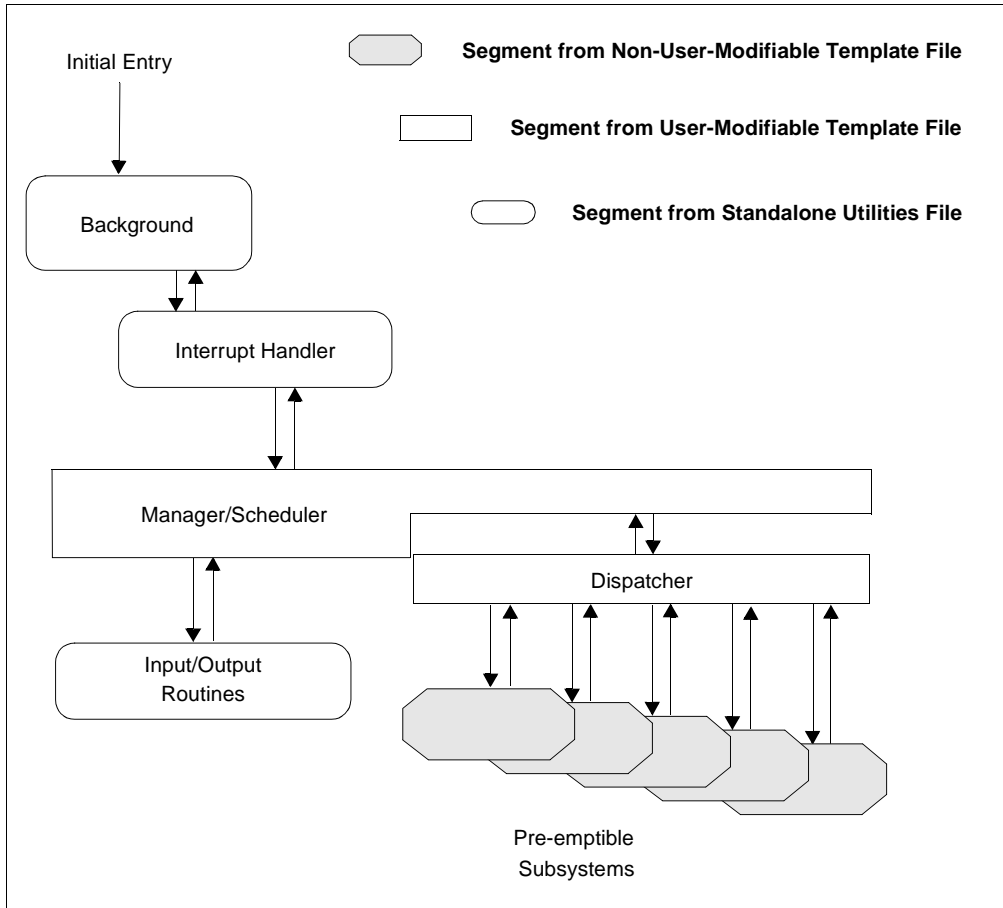 Initial Entry
Segment from Non-User-Modifiable Template File
Segment from User-Modifiable Template File
Segment from Standalone Utilities File
Background
Interrupt Handler
Manager/Scheduler
Dispatcher
Input/Output
Routines
Pre-emptible
Subsystems